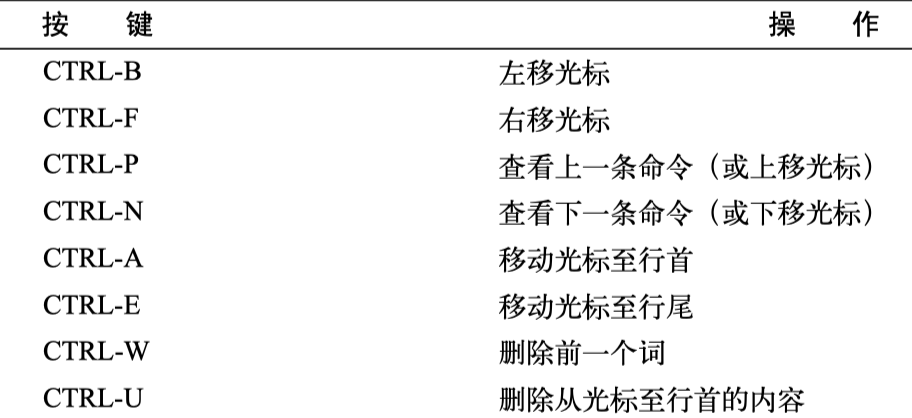 按 键 操 作
CTRL-B 左移光标
CTRL-F 右移光标
CTRL-P 查看上一条命令（或上移光标）
CTRL-N 查看下一条命令（或下移光标）
CTRL-A 移动光标至行首
CTRL-E 移动光标至行尾
CTRL-W 删除前一个词
CTRL-U 删除从光标至行首的内容